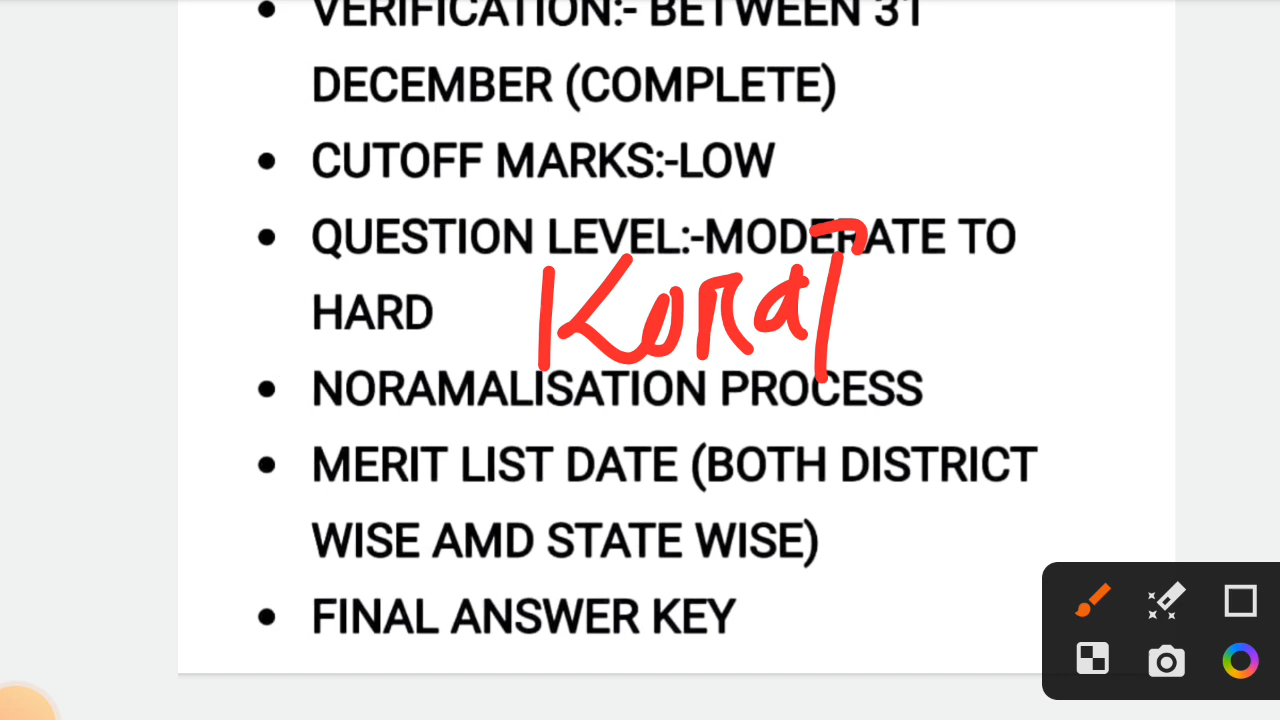 VERIFICATION:- BETWEEN 31
DECEMBER (COMPLETE)
CUTOFF MARKS:-LOW
QUESTION LEVEL:-MODERATE TO
HARD
NORAMALISATION PROCESS
MERIT LIST DATE (BOTH DISTRICT
WISE AMD STATE WISE)
FINAL ANSWER KEY